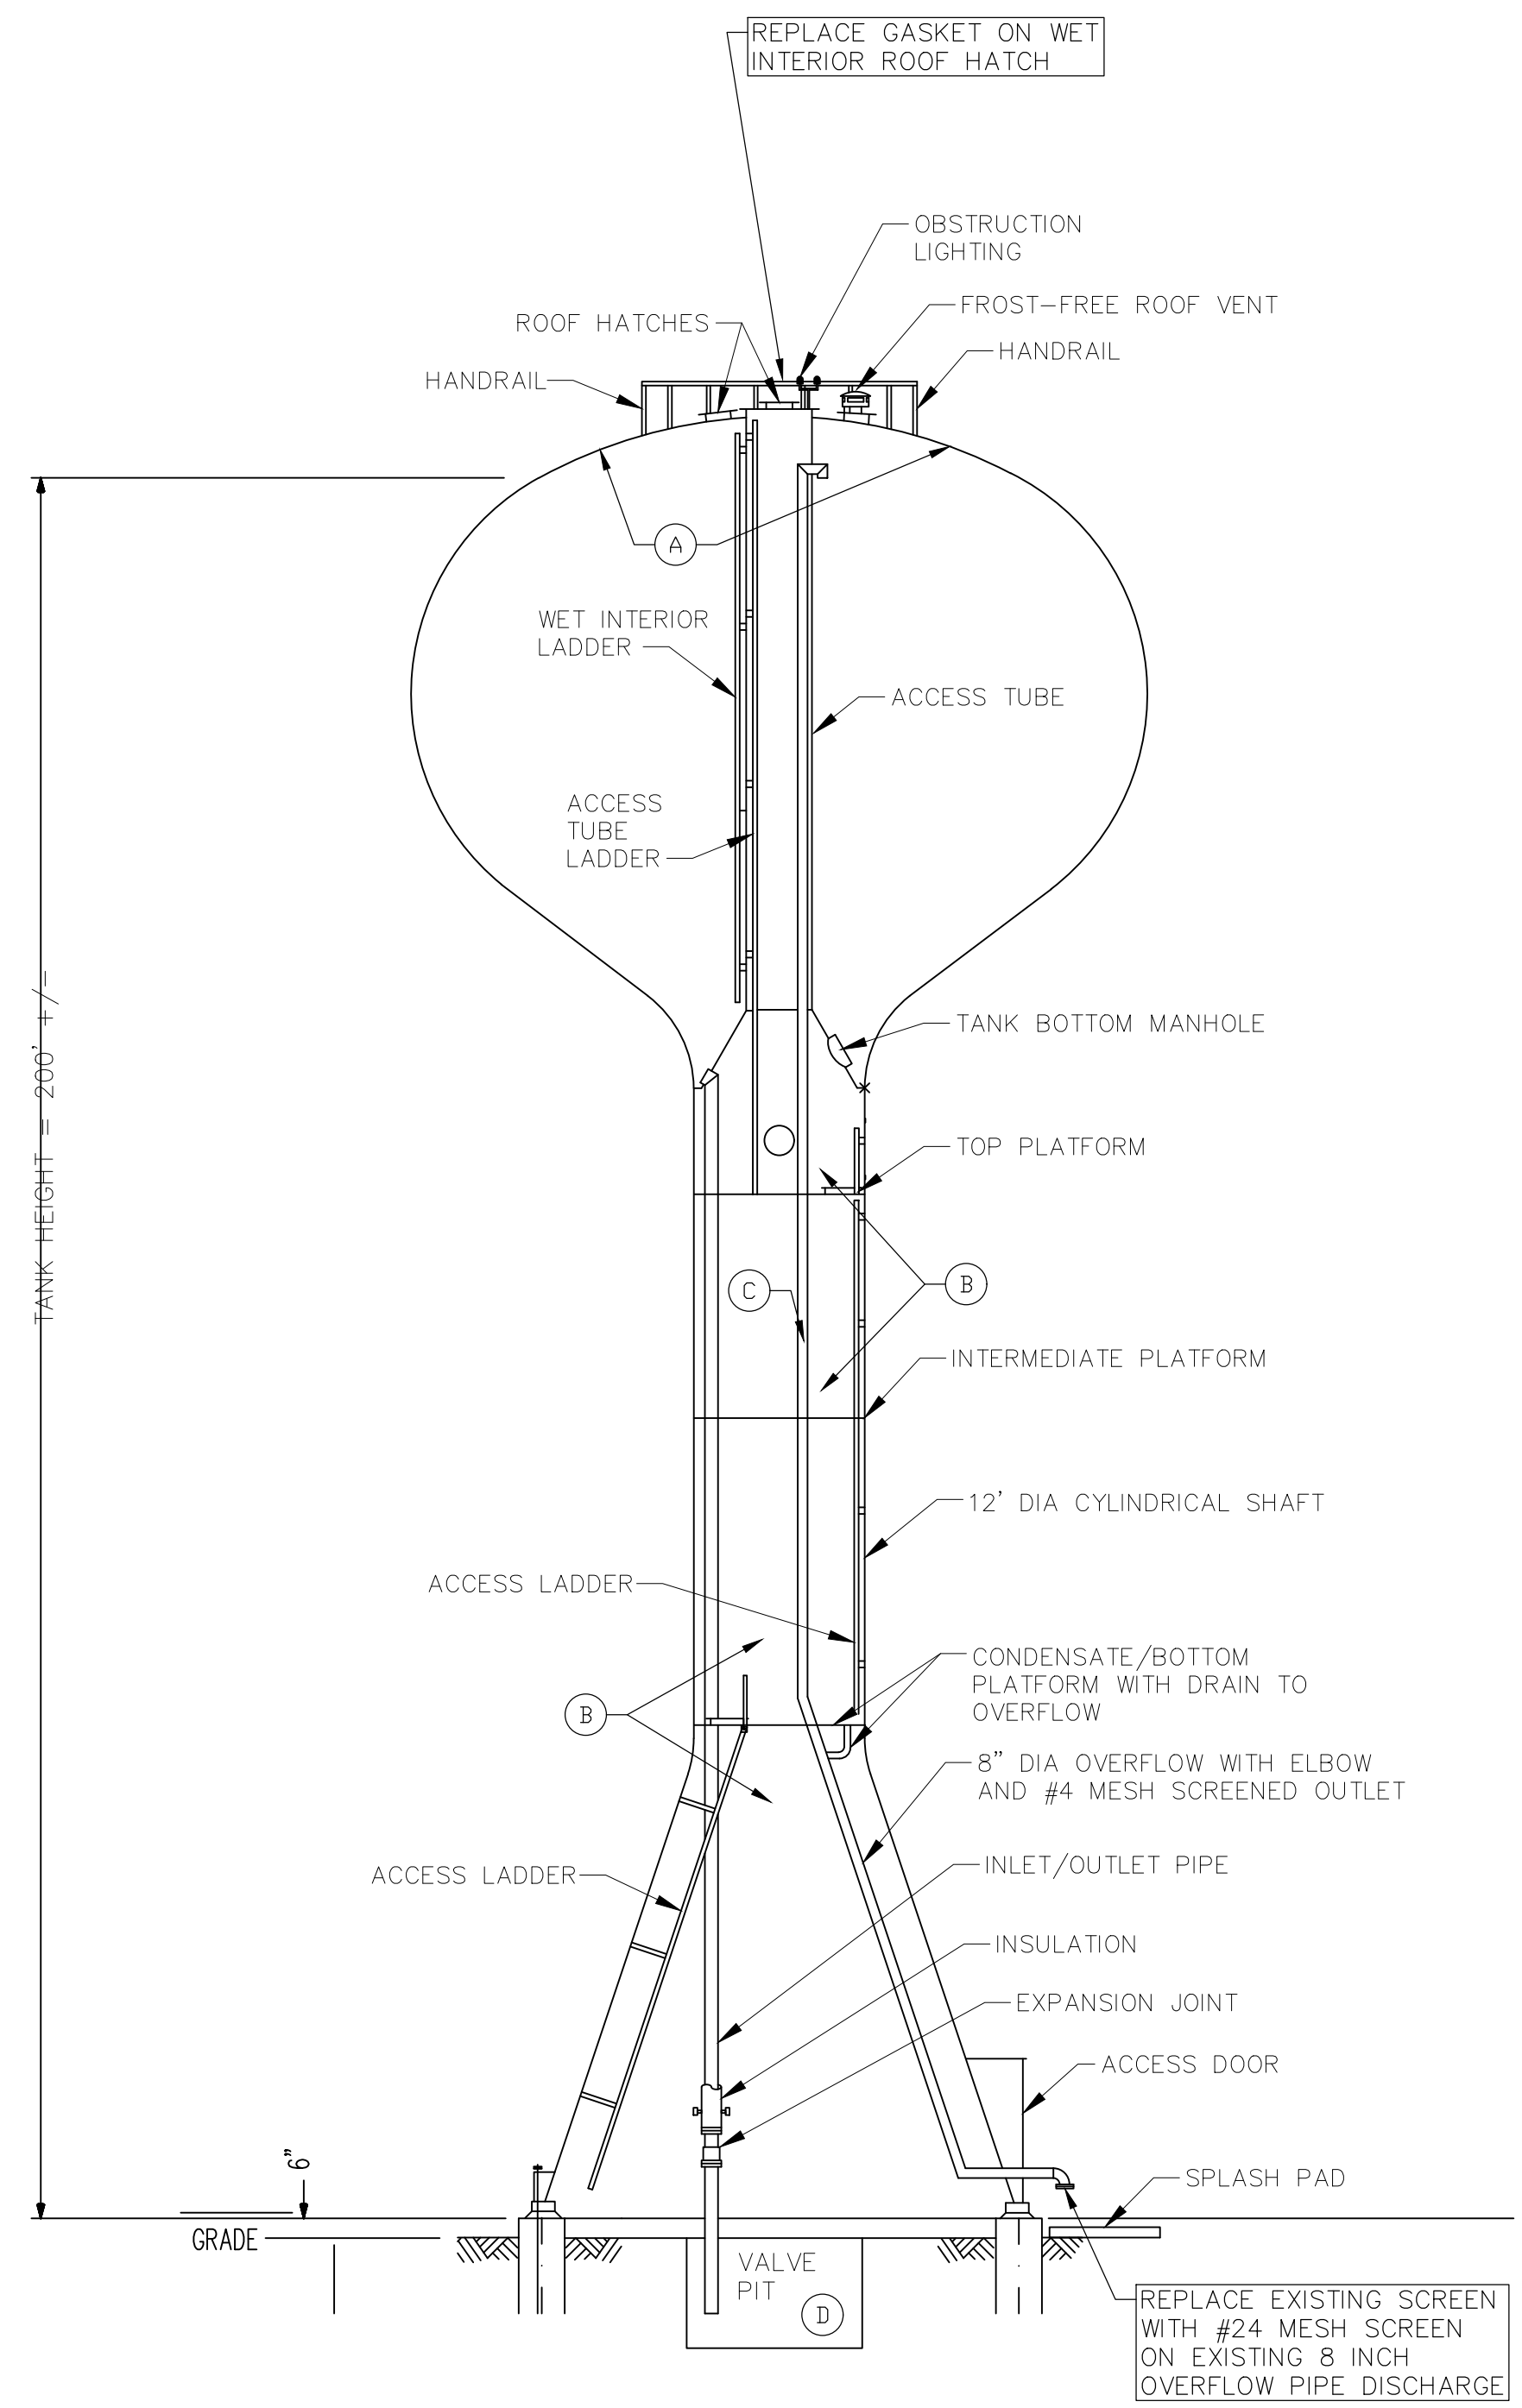 REPLACE GASKET ON WET
INTERIOR ROOF HATCH
OBSTRUCTION
LIGHTING
FROST-FREE ROOF VENT
ROOF HATCHES
HANDRAIL
HANDRAIL
A
WET INTERIOR
LADDER
ACCESS TUBE
ACCESS
TUBE
LADDER
TANK HEIGHT = 200' +/-
TANK BOTTOM MANHOLE
TOP PLATFORM
C
B
INTERMEDIATE PLATFORM
12' DIA CYLINDRICAL SHAFT
ACCESS LADDER
CONDENSATE/BOTTOM
PLATFORM WITH DRAIN TO
OVERFLOW
B
8" DIA OVERFLOW WITH ELBOW
AND #4 MESH SCREENED OUTLET
INLET/OUTLET PIPE
ACCESS LADDER
INSULATION
EXPANSION JOINT
ACCESS DOOR
6"
SPLASH PAD
GRADE
VALVE
PIT
D
REPLACE EXISTING SCREEN
WITH #24 MESH SCREEN
ON EXISTING 8 INCH
OVERFLOW PIPE DISCHARGE